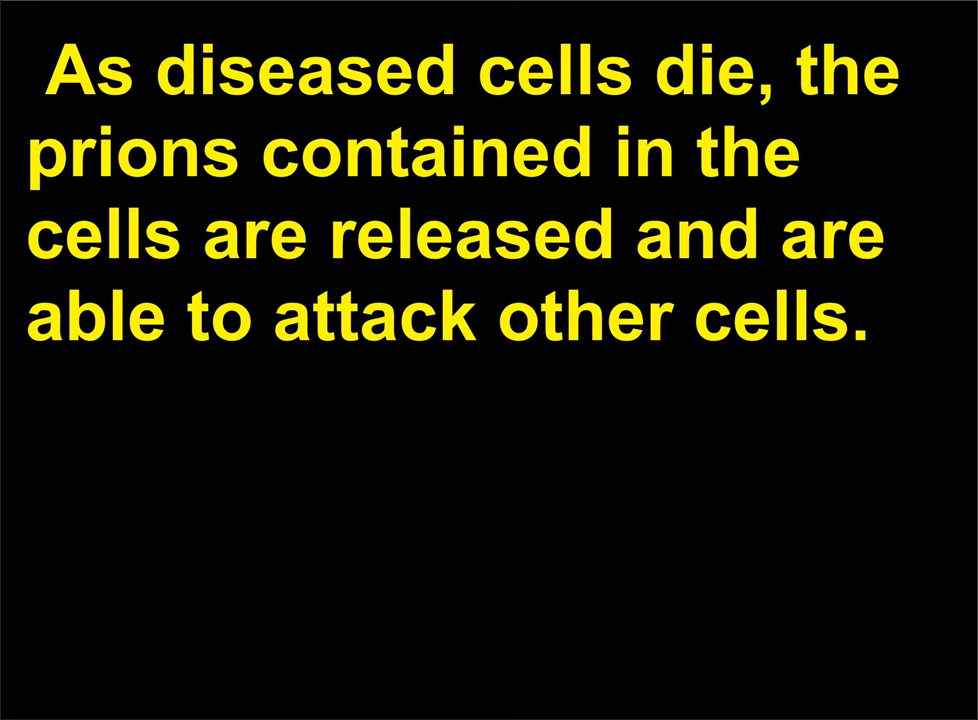 As diseased cells die, the
prions contained in the
cells are released and are
able to attack other cells.